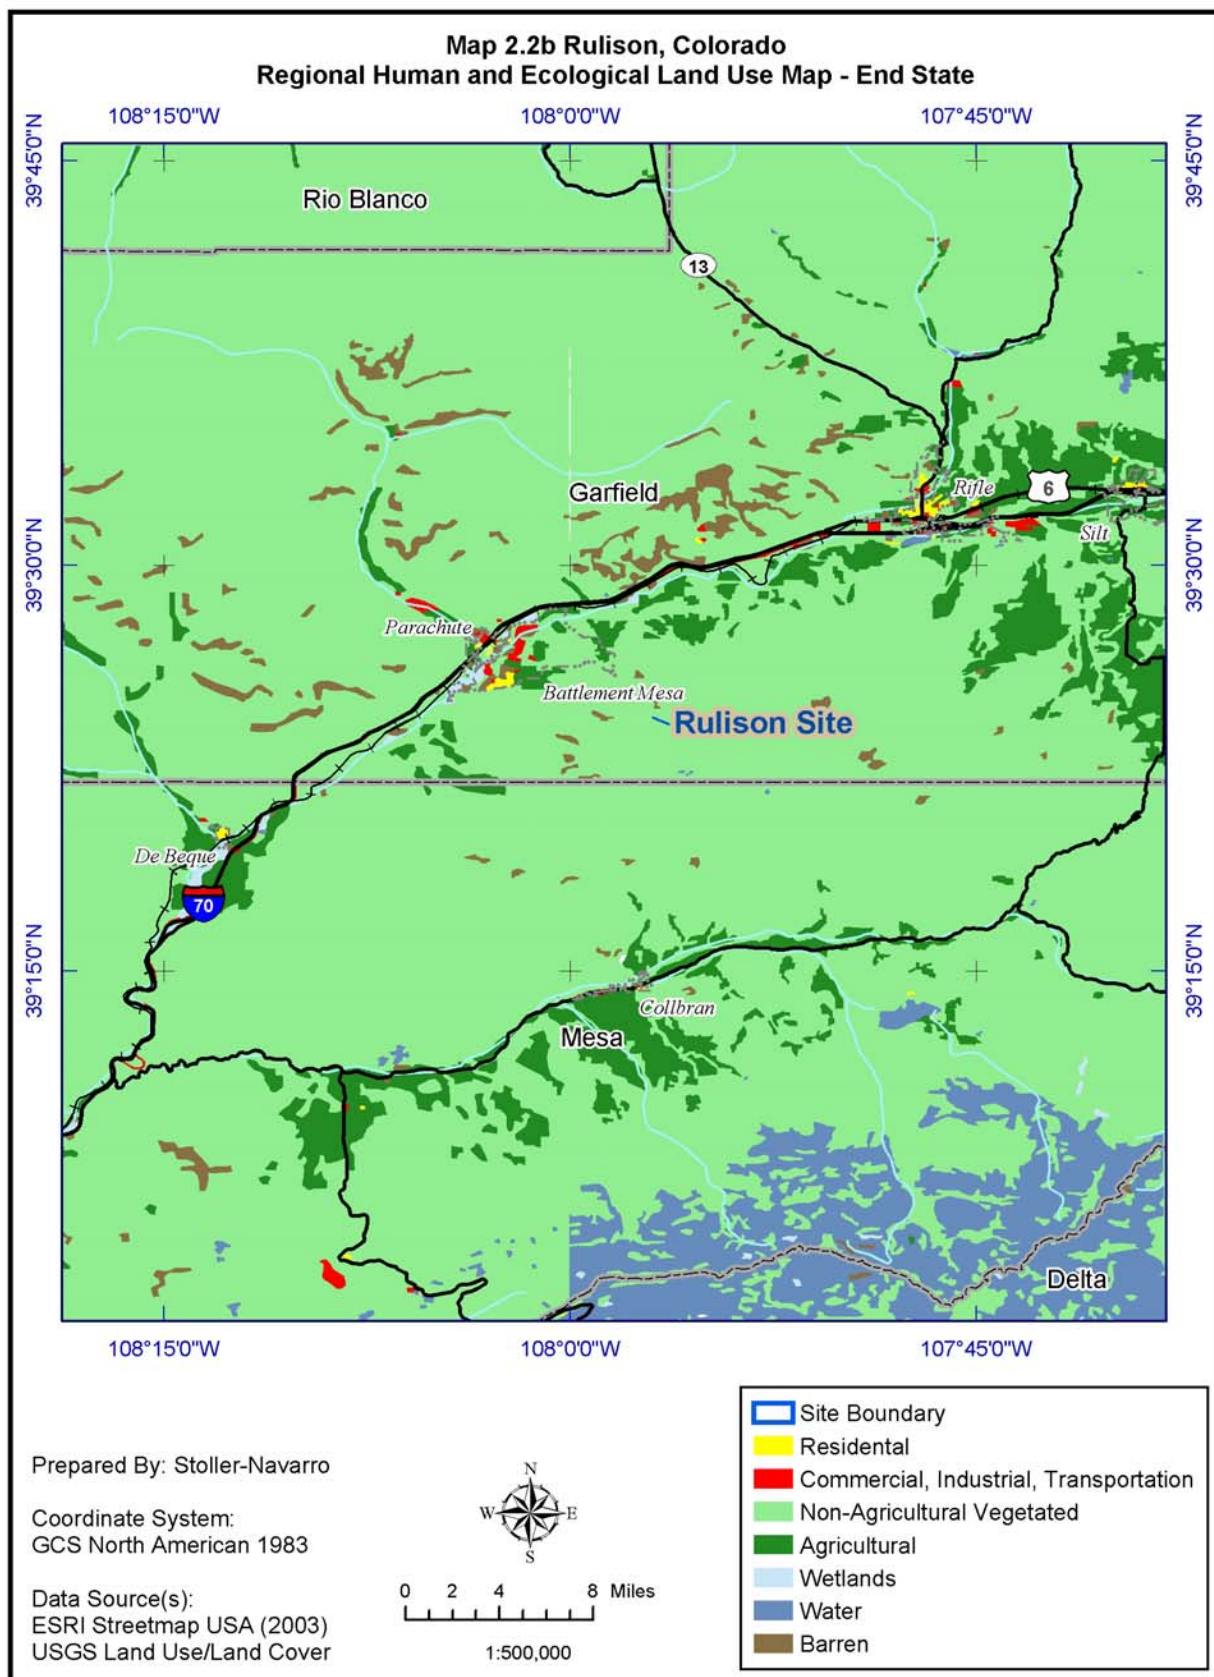 Map 2.2b Rulison, Colorado
Regional Human and Ecological Land Use Map - End State
108°15'0"W 108°0'0"W 107°45'0"W
39°45'0"N 39°45'0"N
Rio Blanco
13
Garfield
Rifle
6
Silt
39°30'0"N 39°30'0"N
Parachute
Battlement Mesa
Rulison Site
De Beque
70
39°15'0"N 39°15'0"N
Collbran
Mesa
Delta
108°15'0"W 108°0'0"W 107°45'0"W
Prepared By: Stoller-Navarro
Coordinate System:
GCS North American 1983
Data Source(s):
ESRI Streetmap USA (2003)
USGS Land Use/Land Cover
N
W E
S
0 2 4 8 Miles
1:500,000
Site Boundary
Residental
Commercial, Industrial, Transportation
Non-Agricultural Vegetated
Agricultural
Wetlands
Water
Barren